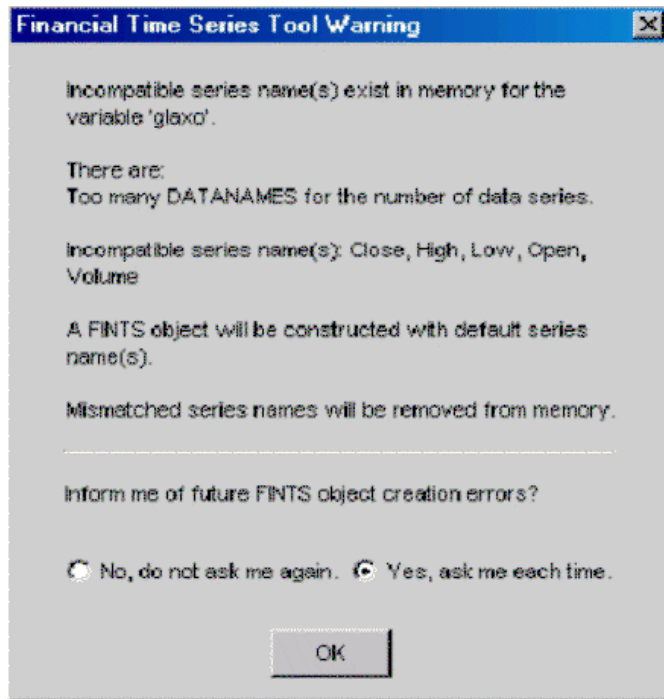 Financial Time Series Tool Warning
Incompatible series name(s) exist in memory for the
variable 'glaxo'.
There are:
Too many DATANAMES for the number of data series.
Incompatible series name(s): Close, High, Low, Open,
Volume
A FINTS object will be constructed with default series
name(s).
Mismatched series names will be removed from memory.
Inform me of future FINTS object creation errors?
No, do not ask me again. Yes, ask me each time.
OK